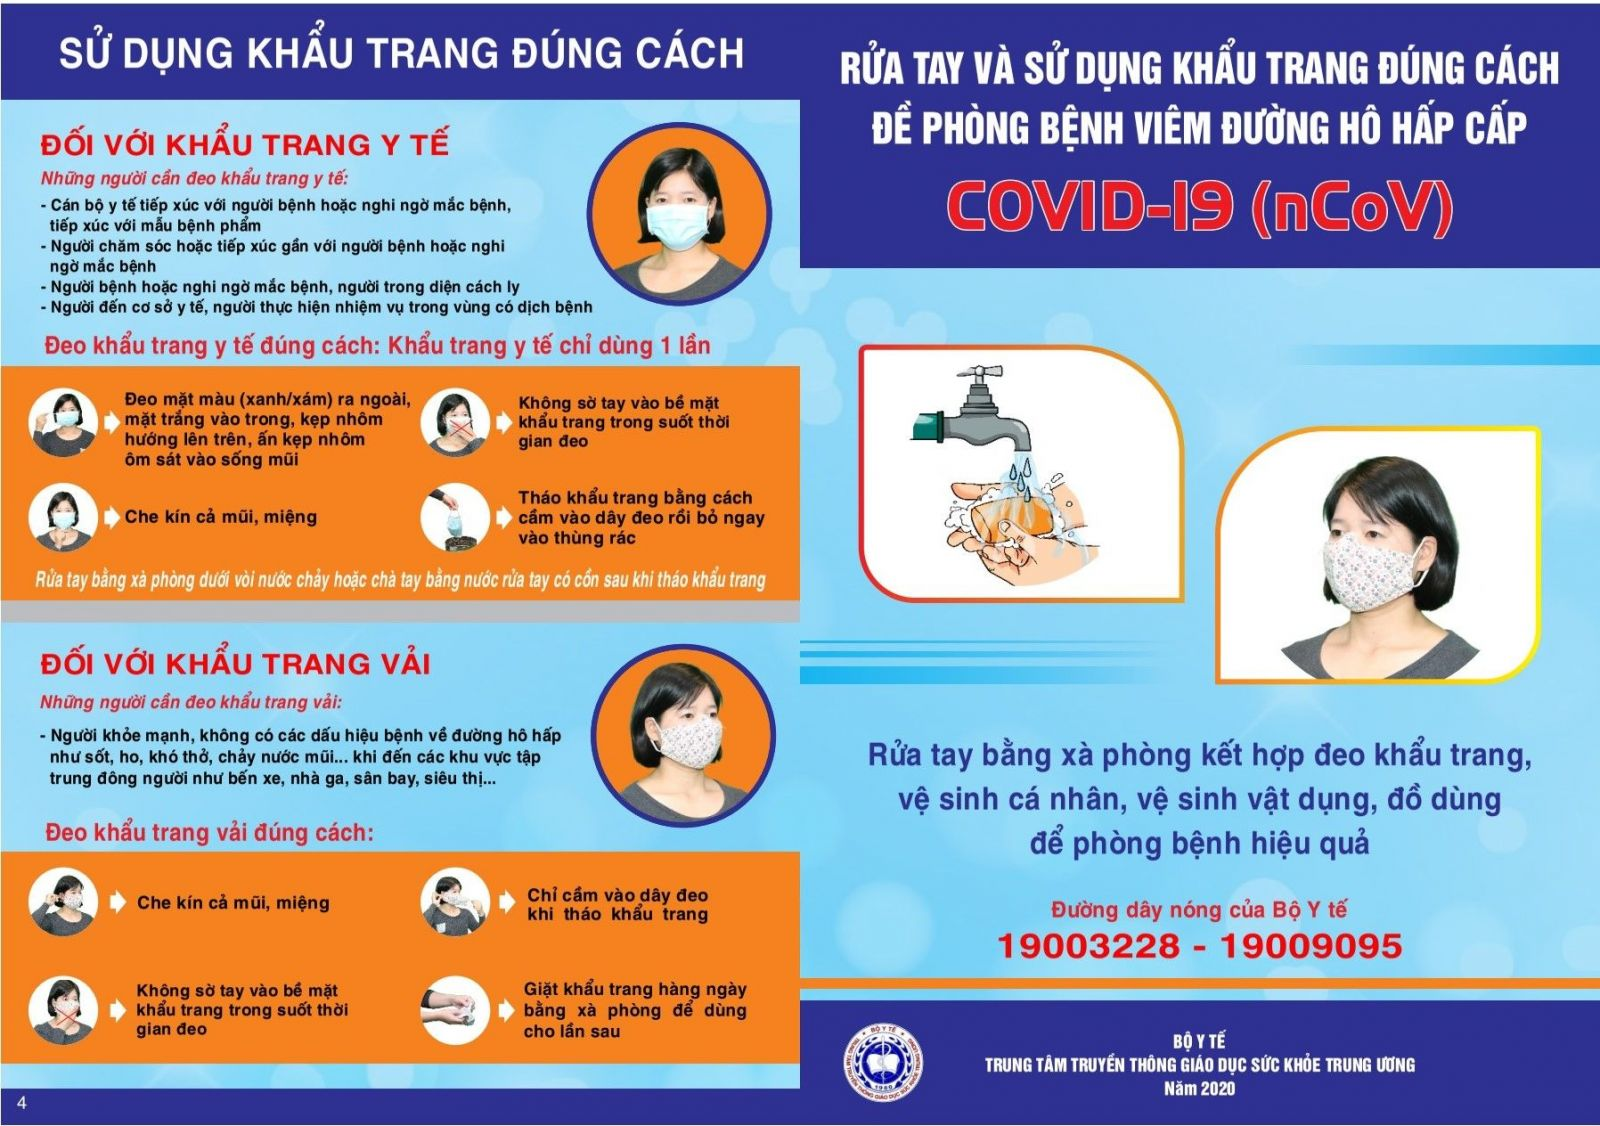 SỬ DỤNG KHẨU TRANG ĐÚNG CÁCH
ĐỐI VỚI KHẨU TRANG Y TẾ
Những người cần đeo khẩu trang y tế:
- Cán bộ y tế tiếp xúc với người bệnh hoặc nghi ngờ mắc bệnh,
tiếp xúc với mẫu bệnh phẩm
- Người chăm sóc hoặc tiếp xúc gần với người bệnh hoặc nghi
ngờ mắc bệnh
- Người bệnh hoặc nghi ngờ mắc bệnh, người trong diện cách ly
- Người đến cơ sở y tế, người thực hiện nhiệm vụ trong vùng có dịch bệnh
Đeo khẩu trang y tế đúng cách: Khẩu trang y tế chỉ dùng 1 lần
Đeo mặt màu (xanh/xám) ra ngoài,
mặt trắng vào trong, kẹp nhôm
hướng lên trên, ấn kẹp nhôm
ôm sát vào sống mũi
Không sờ tay vào bề mặt
khẩu trang trong suốt thời
gian đeo
Che kín cả mũi, miệng
Tháo khẩu trang bằng cách
cầm vào dây đeo rồi bỏ ngay
vào thùng rác
Rửa tay bằng xà phòng dưới vòi nước chảy hoặc chà tay bằng nước rửa tay có cồn sau khi tháo khẩu trang
ĐỐI VỚI KHẨU TRANG VẢI
Những người cần đeo khẩu trang vải:
- Người khỏe mạnh, không có các dấu hiệu bệnh về đường hô hấp
như sốt, ho, khó thở, chảy nước mũi... khi đến các khu vực tập
trung đông người như bến xe, nhà ga, sân bay, siêu thị...
Đeo khẩu trang vải đúng cách:
Che kín cả mũi, miệng
Chỉ cầm vào dây đeo
khi tháo khẩu trang
Không sờ tay vào bề mặt
khẩu trang trong suốt thời
gian đeo
Giặt khẩu trang hàng ngày
bằng xà phòng để dùng
cho lần sau
4
RỬA TAY VÀ SỬ DỤNG KHẨU TRANG ĐÚNG CÁCH
ĐỀ PHÒNG BỆNH VIÊM ĐƯỜNG HÔ HẤP CẤP
COVID-19 (nCoV)
Rửa tay bằng xà phòng kết hợp đeo khẩu trang,
vệ sinh cá nhân, vệ sinh vật dụng, đồ dùng
để phòng bệnh hiệu quả
Đường dây nóng của Bộ Y tế
19003228 - 19009095
BỘ Y TẾ
TRUNG TÂM TRUYỀN THÔNG GIÁO DỤC SỨC KHỎE TRUNG ƯƠNG
Năm 2020
BỘ Y TẾ